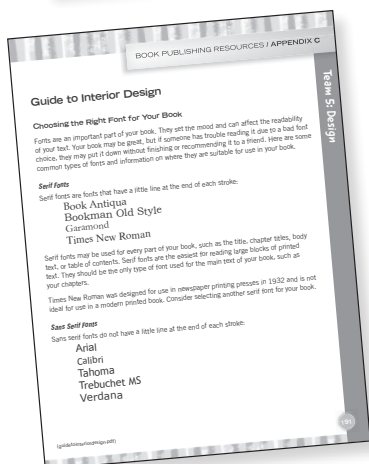 BOOK PUBLISHING RESOURCES / APPENDIX C
Team 5: Design
Guide to Interior Design
Choosing the Right Font for Your Book
Fonts are an important part of your book. They set the mood and can affect the readability
of your text. Your book may be great, but if someone has trouble reading it due to a bad font
choice, they may put it down without finishing or recommending it to a friend. Here are some
common types of fonts and information on where they are suitable for use in your book.
Serif Fonts
Serif fonts are fonts that have a little line at the end of each stroke:
Book Antiqua
Bookman Old Style
Garamond
Times New Roman
Serif fonts may be used for every part of your book, such as the title, chapter titles, body
text, or table of contents. Serif fonts are the easiest for reading large blocks of printed
text. They should be the only type of font used for the main text of your book, such as
your chapters.
Times New Roman was designed for use in newspaper printing presses in 1932 and is not
ideal for use in a modern printed book. Consider selecting another serif font for your book.
Sans Serif Fonts
Sans serif fonts do not have a little line at the end of each stroke:
Arial
Calibri
Tahoma
Trebuchet MS
Verdana
191
(guidetointeriordesign.pdf)